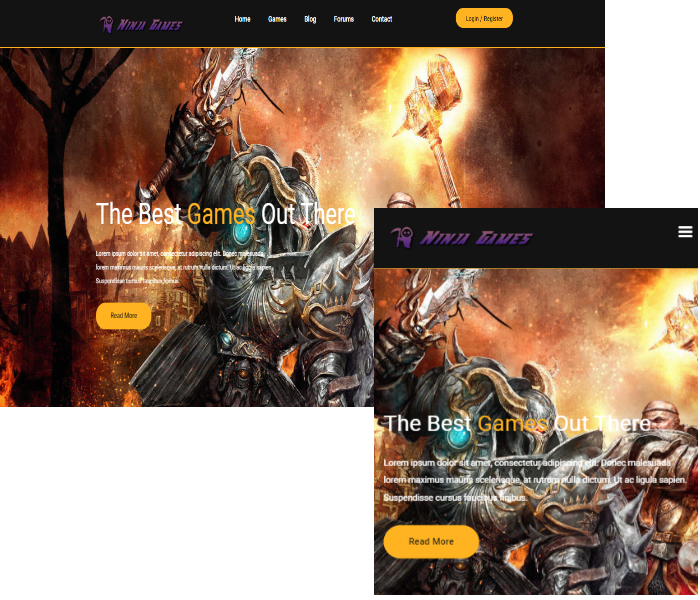 Ninja Games
Home Games Blog Forums Contact
Login / Register
The Best Games Out There
Lorem ipsum dolor sit amet, consectetur adipiscing elit. Donec malesuada
lorem maximus mauris scelerisque, at rutrum nulla dictum. Ut ac ligula sapien.
Suspendisse cursus faucibus finibus.
Read More
Ninja Games
The Best Games Out There
Lorem ipsum dolor sit amet, consectetur adipiscing elit. Donec malesuada
lorem maximus mauris scelerisque, at rutrum nulla dictum. Ut ac ligula sapien.
Suspendisse cursus faucibus finibus.
Read More